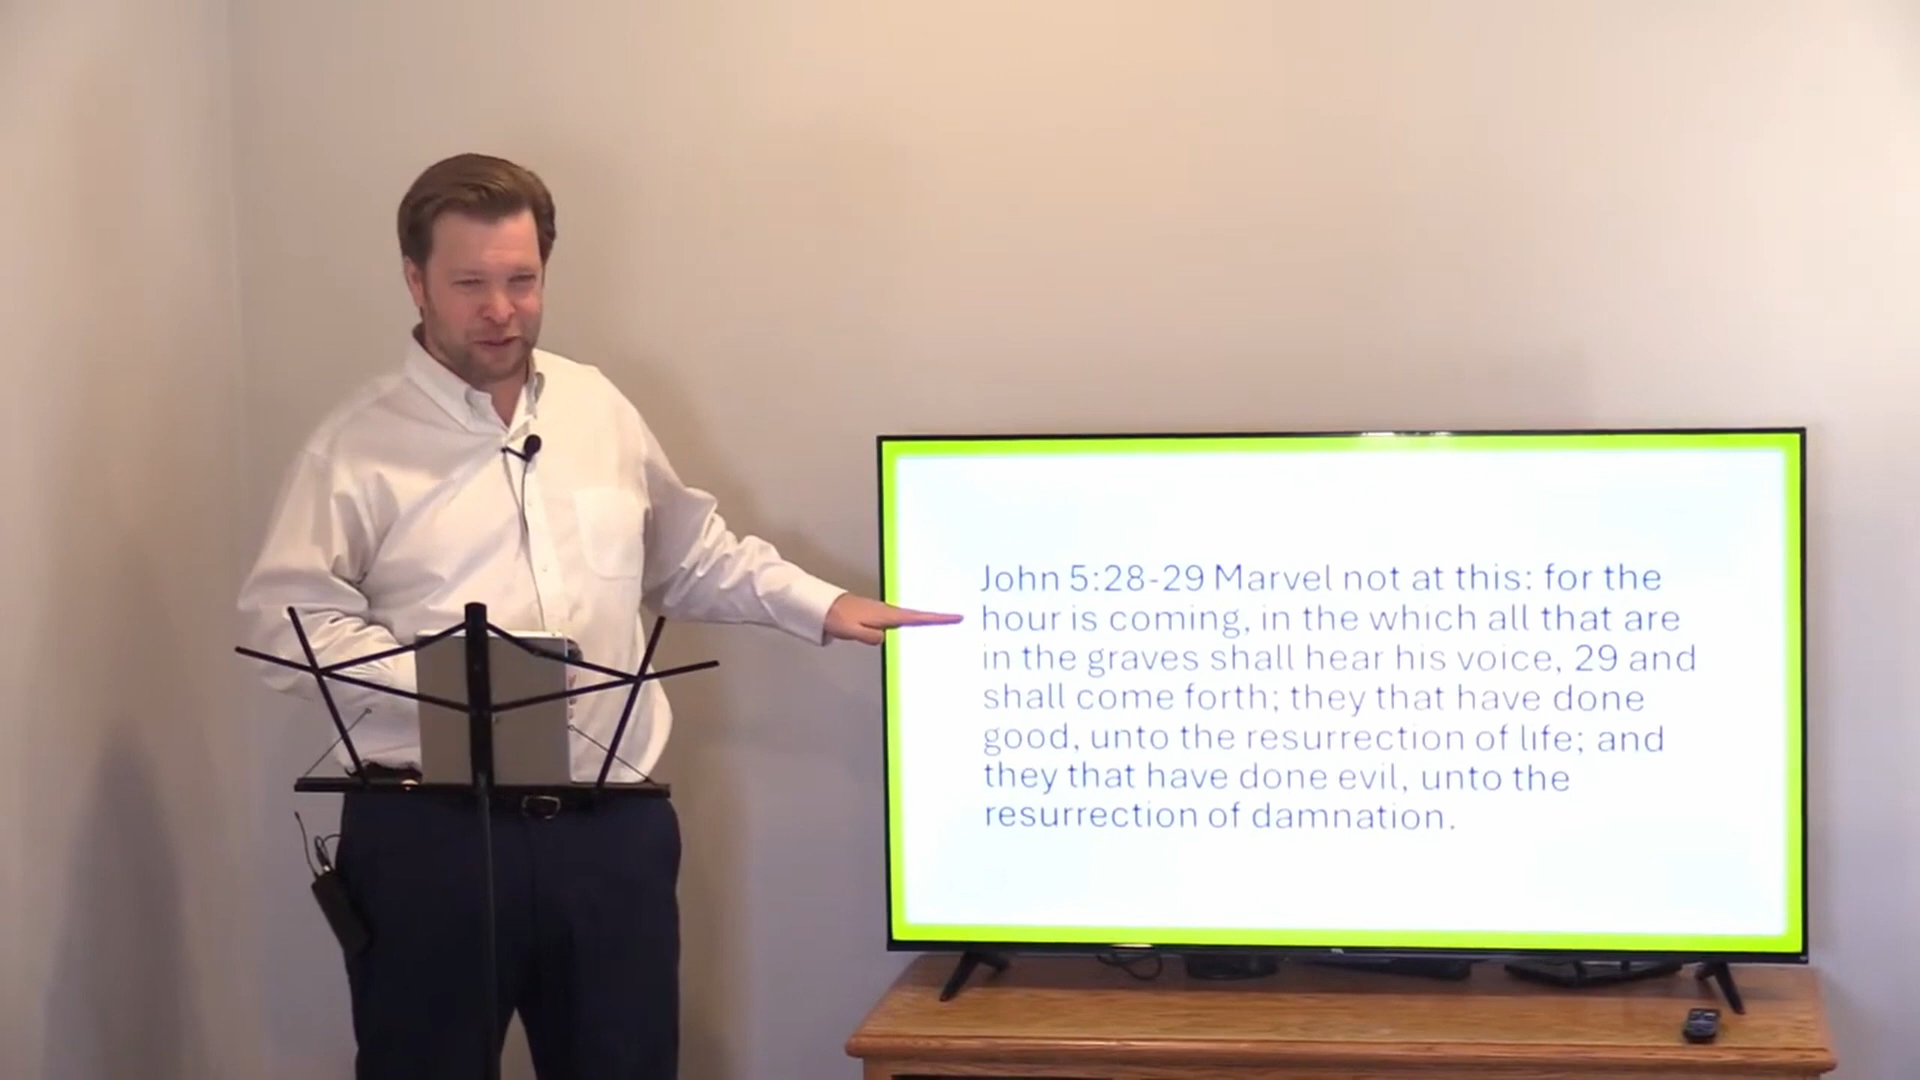 John 5:28-29 Marvel not at this: for the
hour is coming, in the which all that are
in the graves shall hear his voice, 29 and
shall come forth; they that have done
good, unto the resurrection of life; and
they that have done evil, unto the
resurrection of damnation.